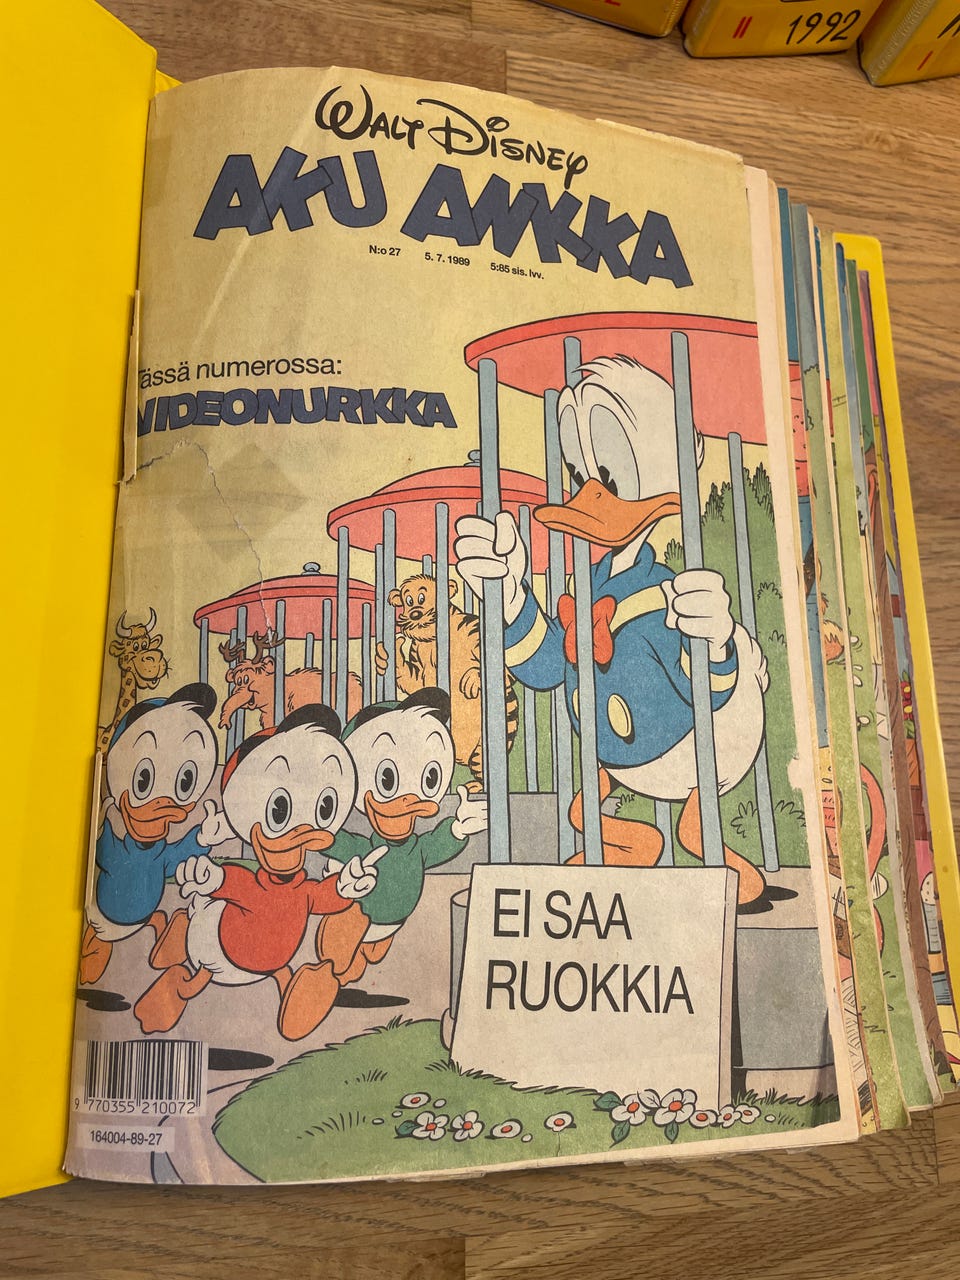 II 1992
WALT DISNEY
AKU ANKKA
N:o 27 5. 7. 1989 5:85 sis. lvv.
Tässä numerossa:
VIDEONURKKA
EI SAA
RUOKKIA
9 770355 210072
164004-89-27